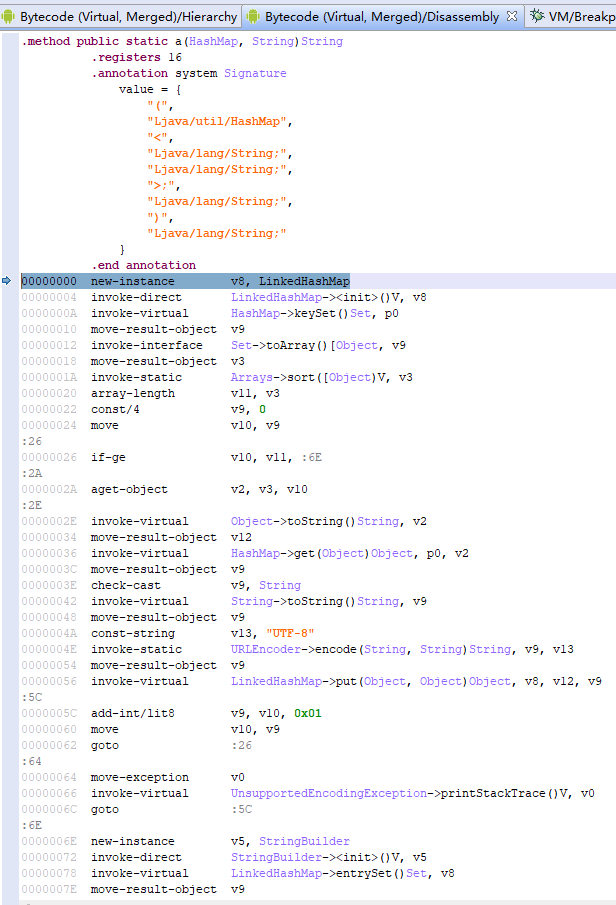 Bytecode (Virtual, Merged)/Hierarchy Bytecode (Virtual, Merged)/Disassembly VM/Breakp
.method public static a(HashMap, String)String
.registers 16
.annotation system Signature
value = {
"(",
"Ljava/util/HashMap",
"<",
"Ljava/lang/String;",
"Ljava/lang/String;",
">;",
"Ljava/lang/String;",
")",
"Ljava/lang/String;"
}
.end annotation
00000000 new-instance v8, LinkedHashMap
00000004 invoke-direct LinkedHashMap-><init>()V, v8
0000000A invoke-virtual HashMap->keySet()Set, p0
00000010 move-result-object v9
00000012 invoke-interface Set->toArray()[Object, v9
00000018 move-result-object v3
0000001A invoke-static Arrays->sort([Object)V, v3
00000020 array-length v11, v3
00000022 const/4 v9, 0
00000024 move v10, v9
:26
00000026 if-ge v10, v11, :6E
:2A
0000002A aget-object v2, v3, v10
:2E
0000002E invoke-virtual Object->toString()String, v2
00000034 move-result-object v12
00000036 invoke-virtual HashMap->get(Object)Object, p0, v2
0000003C move-result-object v9
0000003E check-cast v9, String
00000042 invoke-virtual String->toString()String, v9
00000048 move-result-object v9
0000004A const-string v13, "UTF-8"
0000004E invoke-static URLEncoder->encode(String, String)String, v9, v13
00000054 move-result-object v9
00000056 invoke-virtual LinkedHashMap->put(Object, Object)Object, v8, v12, v9
:5C
0000005C add-int/lit8 v9, v10, 0x01
00000060 move v10, v9
00000062 goto :26
:64
00000064 move-exception v0
00000066 invoke-virtual UnsupportedEncodingException->printStackTrace()V, v0
0000006C goto :5C
:6E
0000006E new-instance v5, StringBuilder
00000072 invoke-direct StringBuilder-><init>()V, v5
00000078 invoke-virtual LinkedHashMap->entrySet()Set, v8
0000007E move-result-object v9